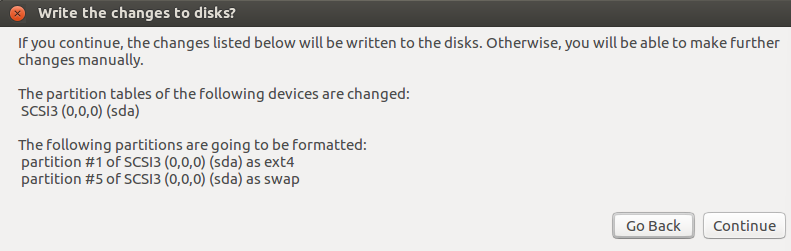 Write the changes to disks?
If you continue, the changes listed below will be written to the disks. Otherwise, you will be able to make further
changes manually.
The partition tables of the following devices are changed:
SCSI3 (0,0,0) (sda)
The following partitions are going to be formatted:
partition #1 of SCSI3 (0,0,0) (sda) as ext4
partition #5 of SCSI3 (0,0,0) (sda) as swap
Go Back Continue